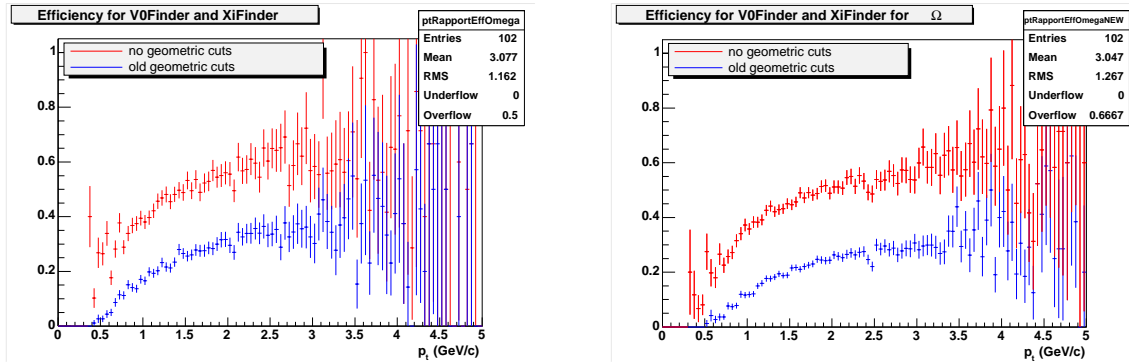 Efficiency for V0Finder and XiFinder
ptRapportEffOmega
Entries 102
Mean 3.077
RMS 1.162
Underflow 0
Overflow 0.5
no geometric cuts
old geometric cuts
1
0.8
0.6
0.4
0.2
0
0 0.5 1 1.5 2 2.5 3 3.5 4 4.5 5
pt (GeV/c)
Efficiency for V0Finder and XiFinder for Ω
ptRapportEffOmegaNEW
Entries 102
Mean 3.047
RMS 1.267
Underflow 0
Overflow 0.6667
no geometric cuts
old geometric cuts
1
0.8
0.6
0.4
0.2
0
0 0.5 1 1.5 2 2.5 3 3.5 4 4.5 5
pt (GeV/c)